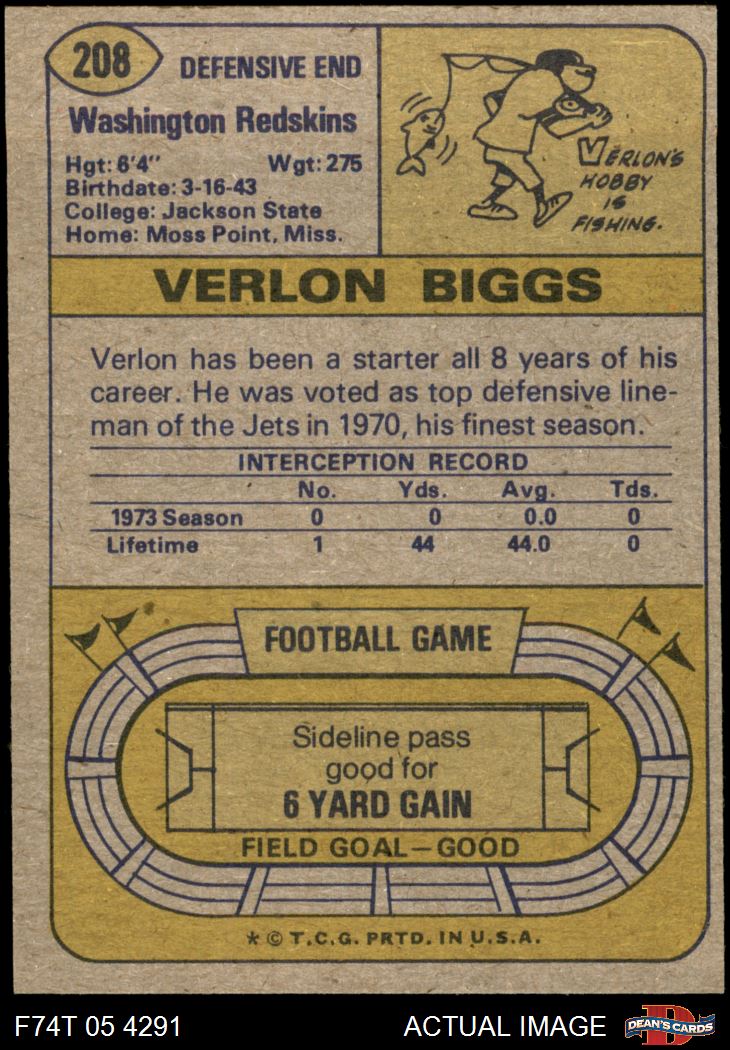 208
DEFENSIVE END
Washington Redskins
Hgt: 6'4" Wgt: 275
Birthdate: 3-16-43
College: Jackson State
Home: Moss Point, Miss.
VERLON'S
HOBBY
IS
FISHING.
VERLON BIGGS
Verlon has been a starter all 8 years of his
career. He was voted as top defensive line-
man of the Jets in 1970, his finest season.
INTERCEPTION RECORD
No. Yds. Avg. Tds.
1973 Season 0 0 0.0 0
Lifetime 1 44 44.0 0
FOOTBALL GAME
Sideline pass
good for
6 YARD GAIN
FIELD GOAL—GOOD
* © T.C.G. PRTD. IN U.S.A.
F74T 05 4291 ACTUAL IMAGE
D
DEAN'S CARDS